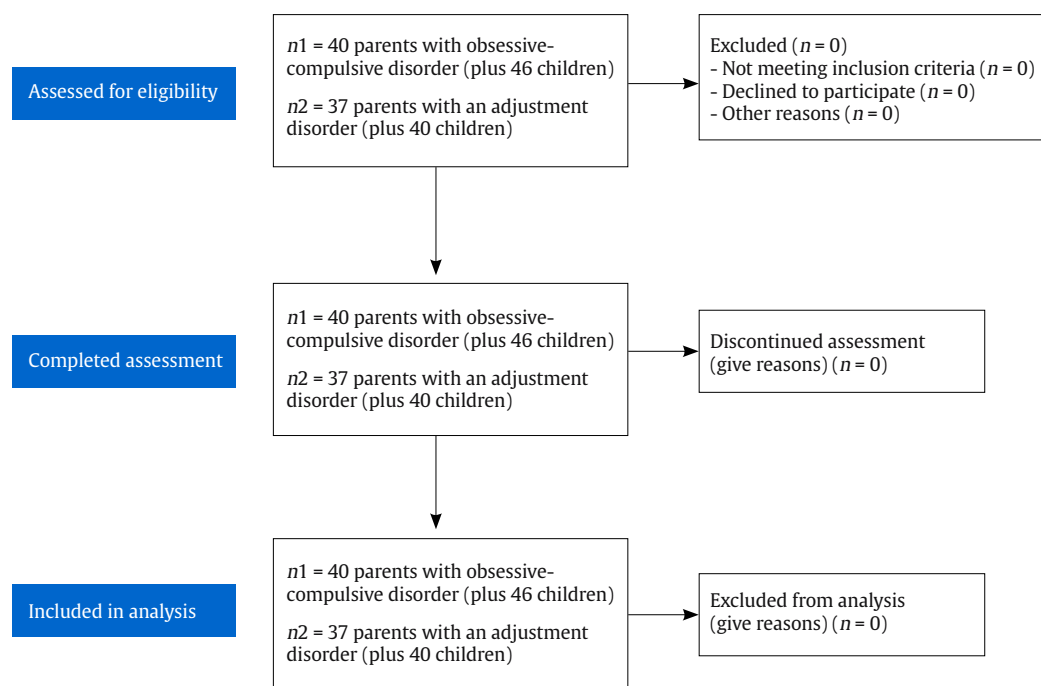 Assessed for eligibility
n1 = 40 parents with obsessive-
compulsive disorder (plus 46 children)
n2 = 37 parents with an adjustment
disorder (plus 40 children)
Excluded (n = 0)
- Not meeting inclusion criteria (n = 0)
- Declined to participate (n = 0)
- Other reasons (n = 0)
Completed assessment
n1 = 40 parents with obsessive-
compulsive disorder (plus 46 children)
n2 = 37 parents with an adjustment
disorder (plus 40 children)
Discontinued assessment
(give reasons) (n = 0)
Included in analysis
n1 = 40 parents with obsessive-
compulsive disorder (plus 46 children)
n2 = 37 parents with an adjustment
disorder (plus 40 children)
Excluded from analysis
(give reasons) (n = 0)